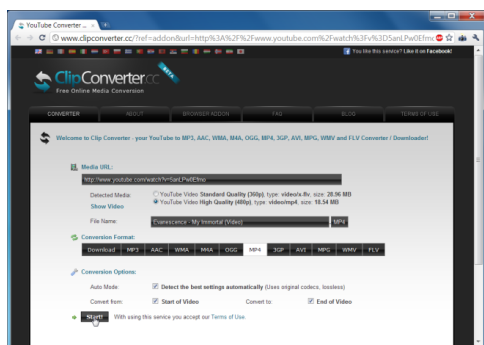 YouTube Converter ...
www.clipconverter.cc/?ref=addon&url=http%3A%2F%2Fwww.youtube.com%2Fwatch%3Fv%3D5anLPw0Efmo
You like this service? Like it on Facebook!
ClipConverter.cc BETA
Free Online Media Conversion
CONVERTER ABOUT BROWSER ADDON FAQ BLOG TERMS OF USE
Welcome to Clip Converter - your YouTube to MP3, AAC, WMA, M4A, OGG, MP4, 3GP, AVI, MPG, WMV and FLV Converter / Downloader!
Media URL:
http://www.youtube.com/watch?v=5anLPw0Efmo
Detected Media: YouTube Video Standard Quality (360p), type: video/x-flv, size: 28.96 MB
Show Video YouTube Video High Quality (480p), type: video/mp4, size: 18.54 MB
File Name: Evanescence - My Immortal (Video) MP4
Conversion Format:
Download MP3 AAC WMA M4A OGG MP4 3GP AVI MPG WMV FLV
Conversion Options:
Auto Mode: Detect the best settings automatically (Uses original codecs, lossless)
Convert from: Start of Video Convert to: End of Video
Start! With using this service you accept our Terms of Use.